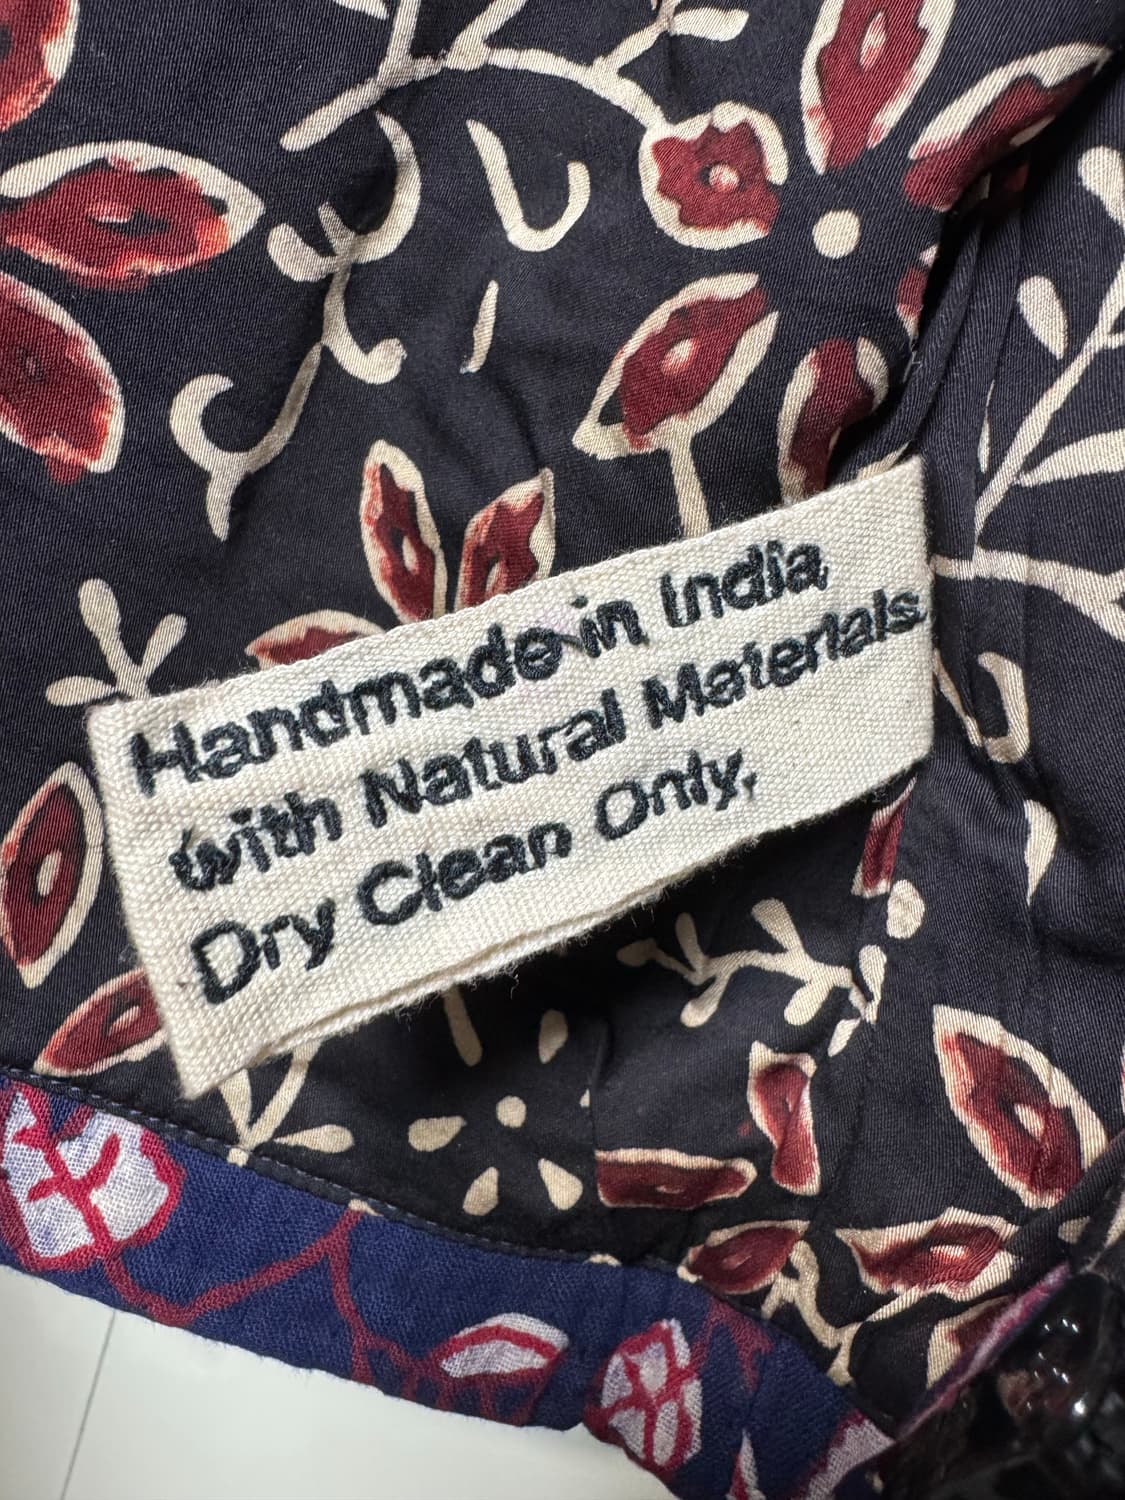 Handmade in India
with Natural Materials.
Dry Clean Only.